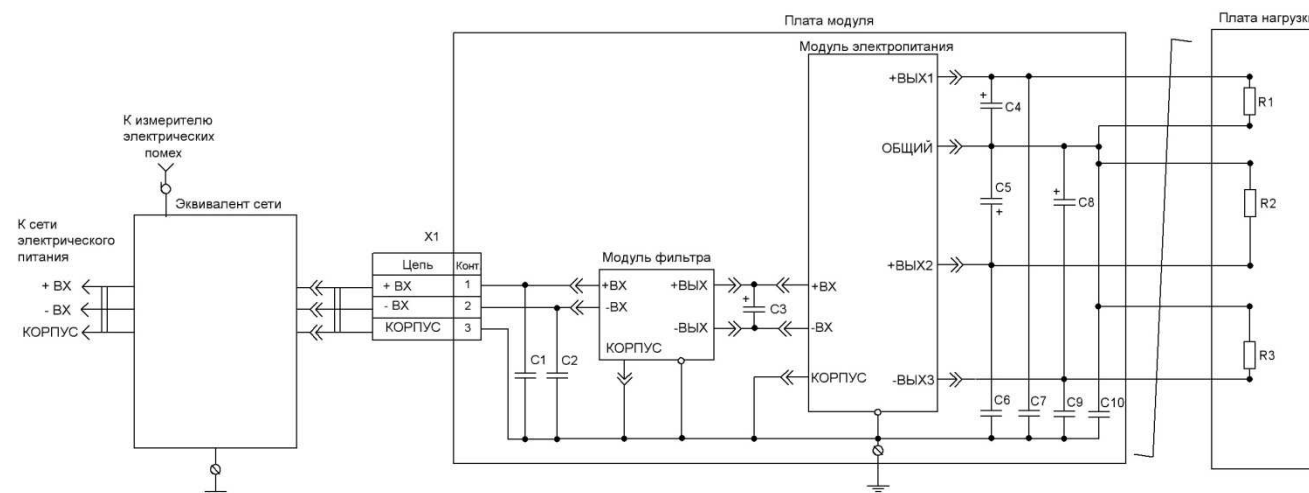 Плата модуля
Плата нагрузк
Модуль электропитания
+ВЫХ1
C4
R1
К измерителю
электрических
помех
ОБЩИЙ
C5
C8
R2
Эквивалент сети
К сети
электрического
питания
X1
Модуль фильтра
+ВЫХ2
Цепь
Конт.
+ ВХ
+ ВХ
1
+ВХ
+ВЫХ
+ВХ
- ВХ
- ВХ
2
-ВХ
C3
КОРПУС
КОРПУС
3
-ВЫХ
-ВХ
R3
КОРПУС
C1
C2
КОРПУС
-ВЫХ3
C6
C7
C9
C10